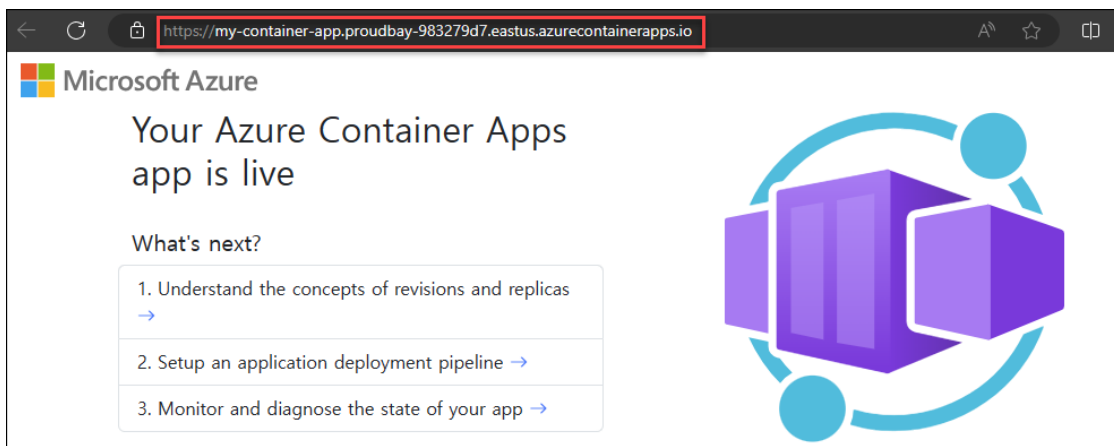 https://my-container-app.proudbay-983279d7.eastus.azurecontainerapps.io
Microsoft Azure
Your Azure Container Apps
app is live
What's next?
1. Understand the concepts of revisions and replicas
→
2. Setup an application deployment pipeline →
3. Monitor and diagnose the state of your app →